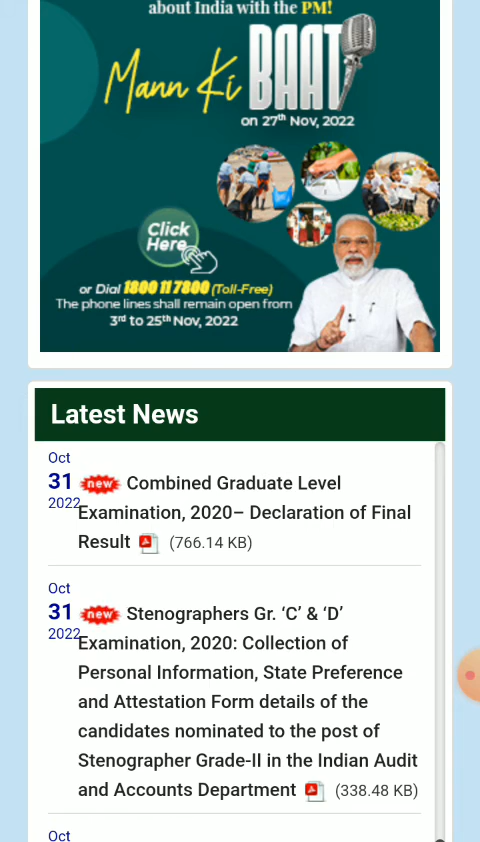 about India with the PM!
Mann Ki BAAT
on 27th Nov, 2022
Click
Here
or Dial 1800 11 7800 (Toll-Free)
The phone lines shall remain open from
3rd to 25th Nov, 2022
Latest News
Oct
31 new Combined Graduate Level
2022
Examination, 2020– Declaration of Final
Result (766.14 KB)
Oct
31 new Stenographers Gr. ‘C’ & ‘D’
2022
Examination, 2020: Collection of
Personal Information, State Preference
and Attestation Form details of the
candidates nominated to the post of
Stenographer Grade-II in the Indian Audit
and Accounts Department (338.48 KB)
Oct